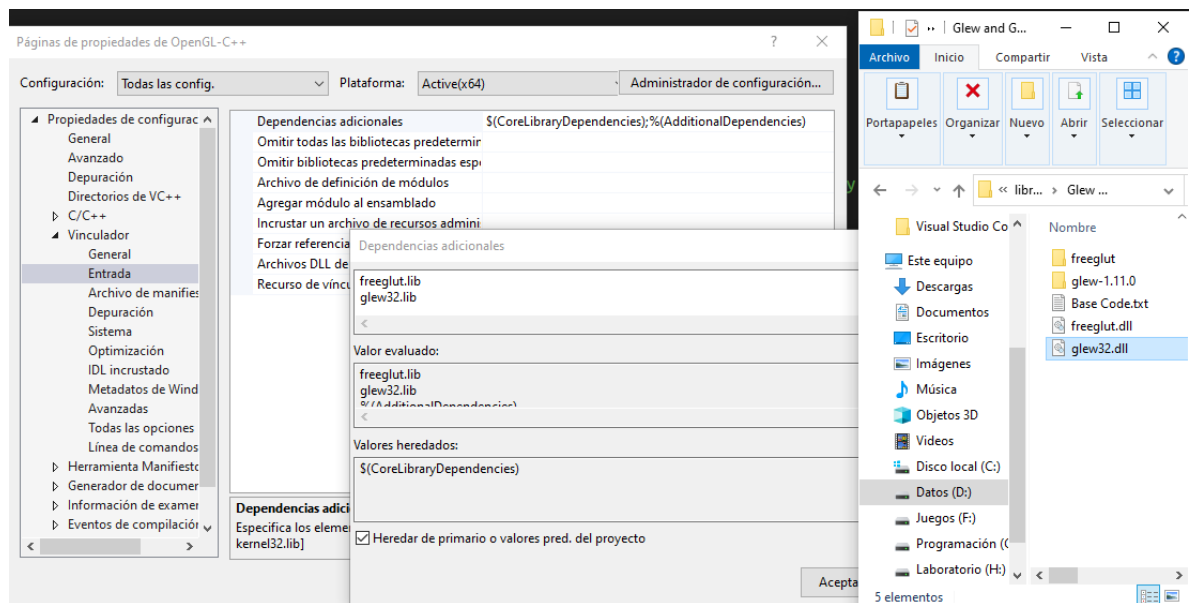 Páginas de propiedades de OpenGL-C++
Configuración: Todas las config. Plataforma: Active(x64) Administrador de configuración...
Propiedades de configurac
General
Avanzado
Depuración
Directorios de VC++
C/C++
Vinculador
General
Entrada
Archivo de manifies
Depuración
Sistema
Optimización
IDL incrustado
Metadatos de Wind
Avanzadas
Todas las opciones
Línea de comandos
Herramienta Manifiesto
Generador de documer
Información de examer
Eventos de compilación
Dependencias adicionales $(CoreLibraryDependencies);%(AdditionalDependencies)
Omitir todas las bibliotecas predetermir
Omitir bibliotecas predeterminadas espe
Archivo de definición de módulos
Agregar módulo al ensamblado
Incrustar un archivo de recursos admini
Forzar referencia
Archivos DLL de
Recurso de víncu
Dependencias adici
Especifica los eleme
kernel32.lib]
Dependencias adicionales
freeglut.lib
glew32.lib
Valor evaluado:
freeglut.lib
glew32.lib
%(AdditionalDependencies)
Valores heredados:
$(CoreLibraryDependencies)
Heredar de primario o valores pred. del proyecto
Acepta
y
Glew and G...
Archivo Inicio Compartir Vista
Portapapeles Organizar Nuevo Abrir Seleccionar
« libr... > Glew ...
Visual Studio Co
Este equipo
Descargas
Documentos
Escritorio
Imágenes
Música
Objetos 3D
Videos
Disco local (C:)
Datos (D:)
Juegos (F:)
Programación (
Laboratorio (H:)
Nombre
freeglut
glew-1.11.0
Base Code.txt
freeglut.dll
glew32.dll
5 elementos